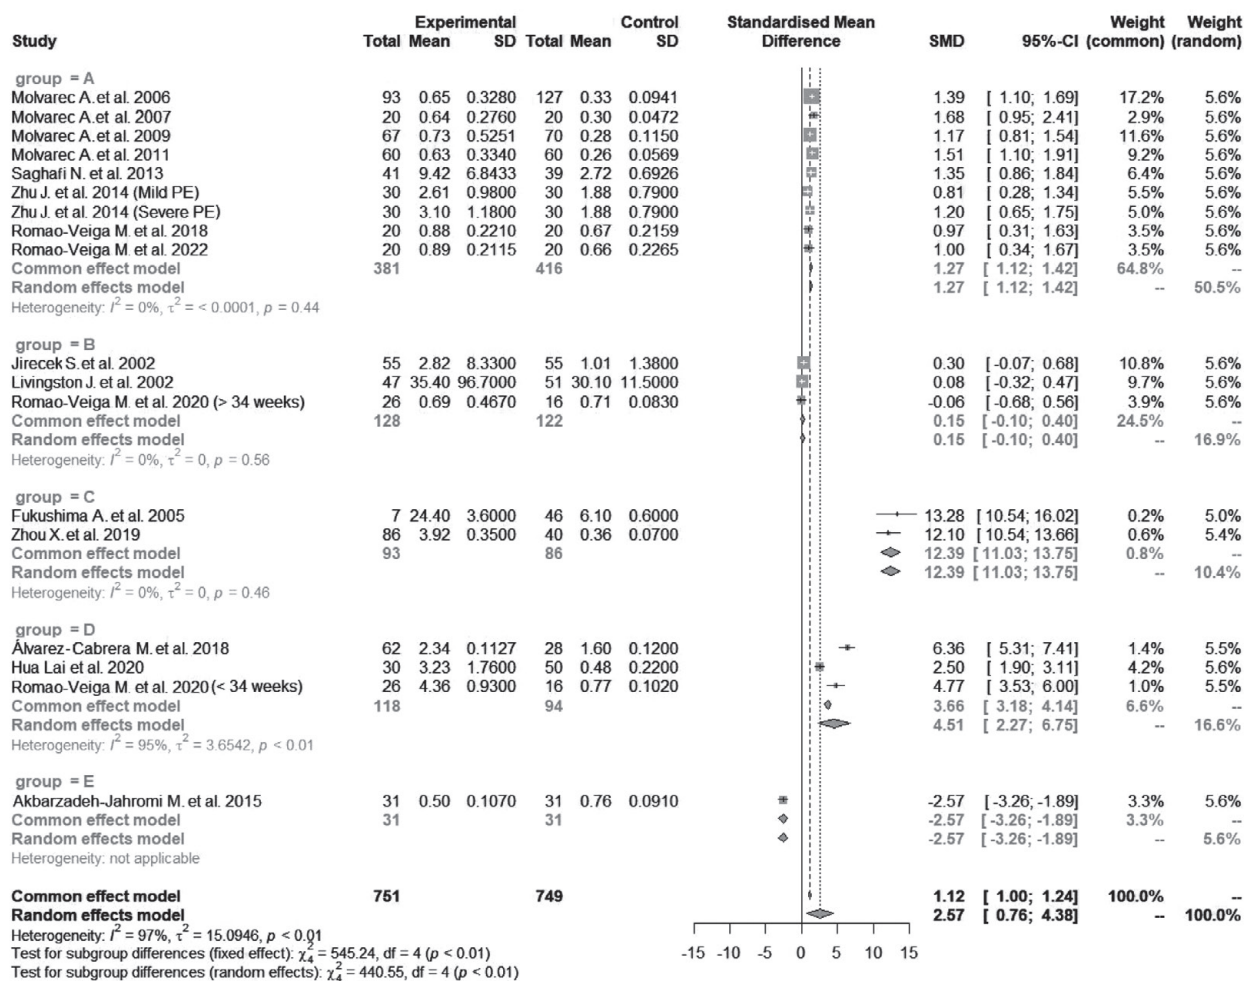 Experimental Control Standardised Mean Weight Weight
Study Total Mean SD Total Mean SD Difference SMD 95%-CI (common) (random)
group = A
Molvarec A. et al. 2006 93 0.65 0.3280 127 0.33 0.0941 1.39 [ 1.10; 1.69] 17.2% 5.6%
Molvarec A. et al. 2007 20 0.64 0.2760 20 0.30 0.0472 1.68 [ 0.95; 2.41] 2.9% 5.6%
Molvarec A. et al. 2009 67 0.73 0.5251 70 0.28 0.1150 1.17 [ 0.81; 1.54] 11.6% 5.6%
Molvarec A. et al. 2011 60 0.63 0.3340 60 0.26 0.0569 1.51 [ 1.10; 1.91] 9.2% 5.6%
Saghafi N. et al. 2013 41 9.42 6.8433 39 2.72 0.6926 1.35 [ 0.86; 1.84] 6.4% 5.6%
Zhu J. et al. 2014 (Mild PE) 30 2.61 0.9800 30 1.88 0.7900 0.81 [ 0.28; 1.34] 5.5% 5.6%
Zhu J. et al. 2014 (Severe PE) 30 3.10 1.1800 30 1.88 0.7900 1.20 [ 0.65; 1.75] 5.0% 5.6%
Romao-Veiga M. et al. 2018 20 0.88 0.2210 20 0.67 0.2159 0.97 [ 0.31; 1.63] 3.5% 5.6%
Romao-Veiga M. et al. 2022 20 0.89 0.2115 20 0.66 0.2265 1.00 [ 0.34; 1.67] 3.5% 5.6%
Common effect model 381 416 1.27 [ 1.12; 1.42] 64.8% --
Random effects model 1.27 [ 1.12; 1.42] -- 50.5%
Heterogeneity: I² = 0%, τ² = < 0.0001, p = 0.44
group = B
Jirecek S. et al. 2002 55 2.82 8.3300 55 1.01 1.3800 0.30 [-0.07; 0.68] 10.8% 5.6%
Livingston J. et al. 2002 47 35.40 96.7000 51 30.10 11.5000 0.08 [-0.32; 0.47] 9.7% 5.6%
Romao-Veiga M. et al. 2020 (> 34 weeks) 26 0.69 0.4670 16 0.71 0.0830 -0.06 [-0.68; 0.56] 3.9% 5.6%
Common effect model 128 122 0.15 [-0.10; 0.40] 24.5% --
Random effects model 0.15 [-0.10; 0.40] -- 16.9%
Heterogeneity: I² = 0%, τ² = 0, p = 0.56
group = C
Fukushima A. et al. 2005 7 24.40 3.6000 46 6.10 0.6000 13.28 [10.54; 16.02] 0.2% 5.0%
Zhou X. et al. 2019 86 3.92 0.3500 40 0.36 0.0700 12.10 [10.54; 13.66] 0.6% 5.4%
Common effect model 93 86 12.39 [11.03; 13.75] 0.8% --
Random effects model 12.39 [11.03; 13.75] -- 10.4%
Heterogeneity: I² = 0%, τ² = 0, p = 0.46
group = D
Álvarez-Cabrera M. et al. 2018 62 2.34 0.1127 28 1.60 0.1200 6.36 [ 5.31; 7.41] 1.4% 5.5%
Hua Lai et al. 2020 30 3.23 1.7600 50 0.48 0.2200 2.50 [ 1.90; 3.11] 4.2% 5.6%
Romao-Veiga M. et al. 2020 (< 34 weeks) 26 4.36 0.9300 16 0.77 0.1020 4.77 [ 3.53; 6.00] 1.0% 5.5%
Common effect model 118 94 3.66 [ 3.18; 4.14] 6.6% --
Random effects model 4.51 [ 2.27; 6.75] -- 16.6%
Heterogeneity: I² = 95%, τ² = 3.6542, p < 0.01
group = E
Akbarzadeh-Jahromi M. et al. 2015 31 0.50 0.1070 31 0.76 0.0910 -2.57 [-3.26; -1.89] 3.3% 5.6%
Common effect model 31 31 -2.57 [-3.26; -1.89] 3.3% --
Random effects model -2.57 [-3.26; -1.89] -- 5.6%
Heterogeneity: not applicable
Common effect model 751 749 1.12 [ 1.00; 1.24] 100.0% --
Random effects model 2.57 [ 0.76; 4.38] -- 100.0%
Heterogeneity: I² = 97%, τ² = 15.0946, p < 0.01
Test for subgroup differences (fixed effect): χ²₄ = 545.24, df = 4 (p < 0.01)
Test for subgroup differences (random effects): χ²₄ = 440.55, df = 4 (p < 0.01)
-15 -10 -5 0 5 10 15